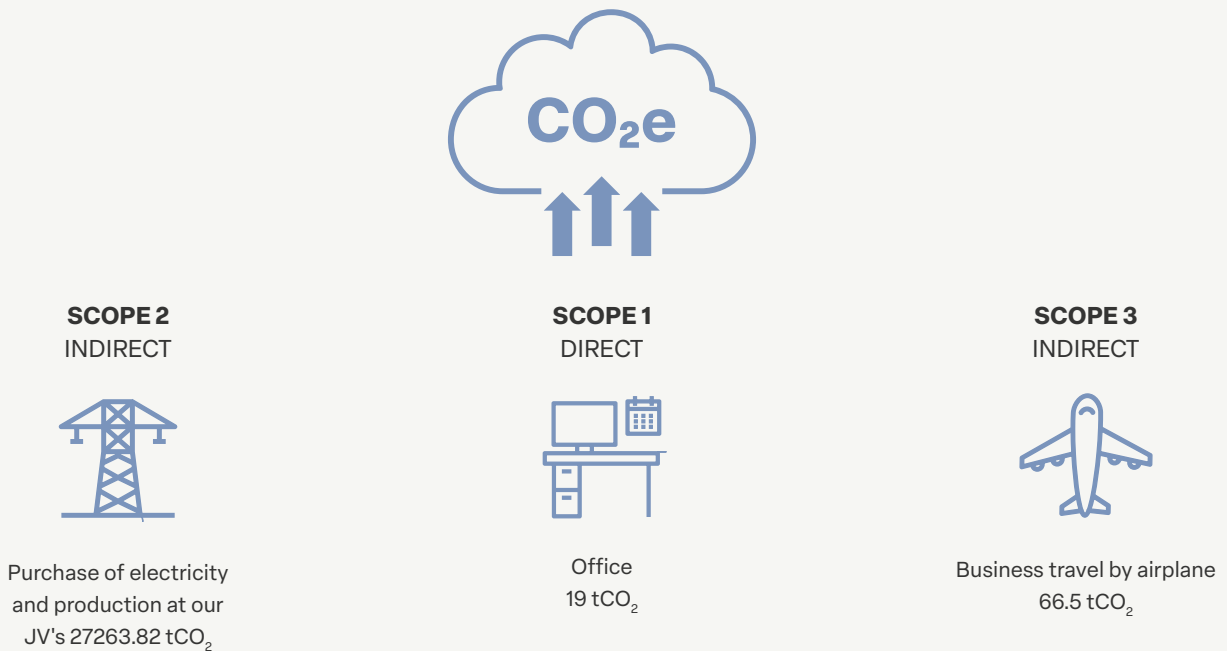 CO₂e
SCOPE 2
INDIRECT
Purchase of electricity
and production at our
JV's 27263.82 tCO₂
SCOPE 1
DIRECT
Office
19 tCO₂
SCOPE 3
INDIRECT
Business travel by airplane
66.5 tCO₂